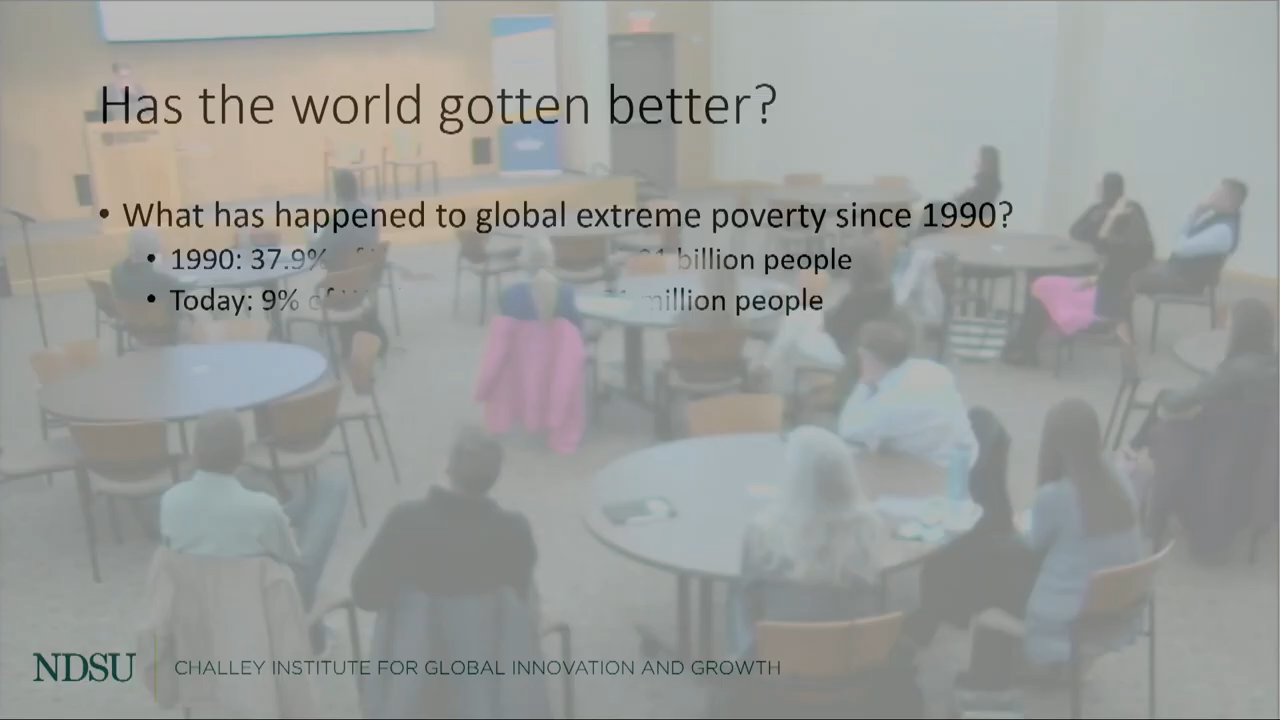 Has the world gotten better?
• What has happened to global extreme poverty since 1990?
• 1990: 37.9% billion people
• Today: 9% million people
NDSU CHALLEY INSTITUTE FOR GLOBAL INNOVATION AND GROWTH